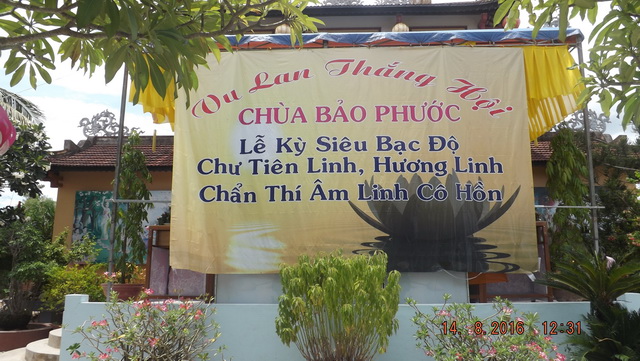 Vu Lan Thắng Hội
CHÙA BẢO PHƯỚC
Lễ Kỳ Siêu Bạc Độ
Chư Tiên Linh, Hương Linh
Chẩn Thí Âm Linh Cô Hồn
14. 8.2016 12:31